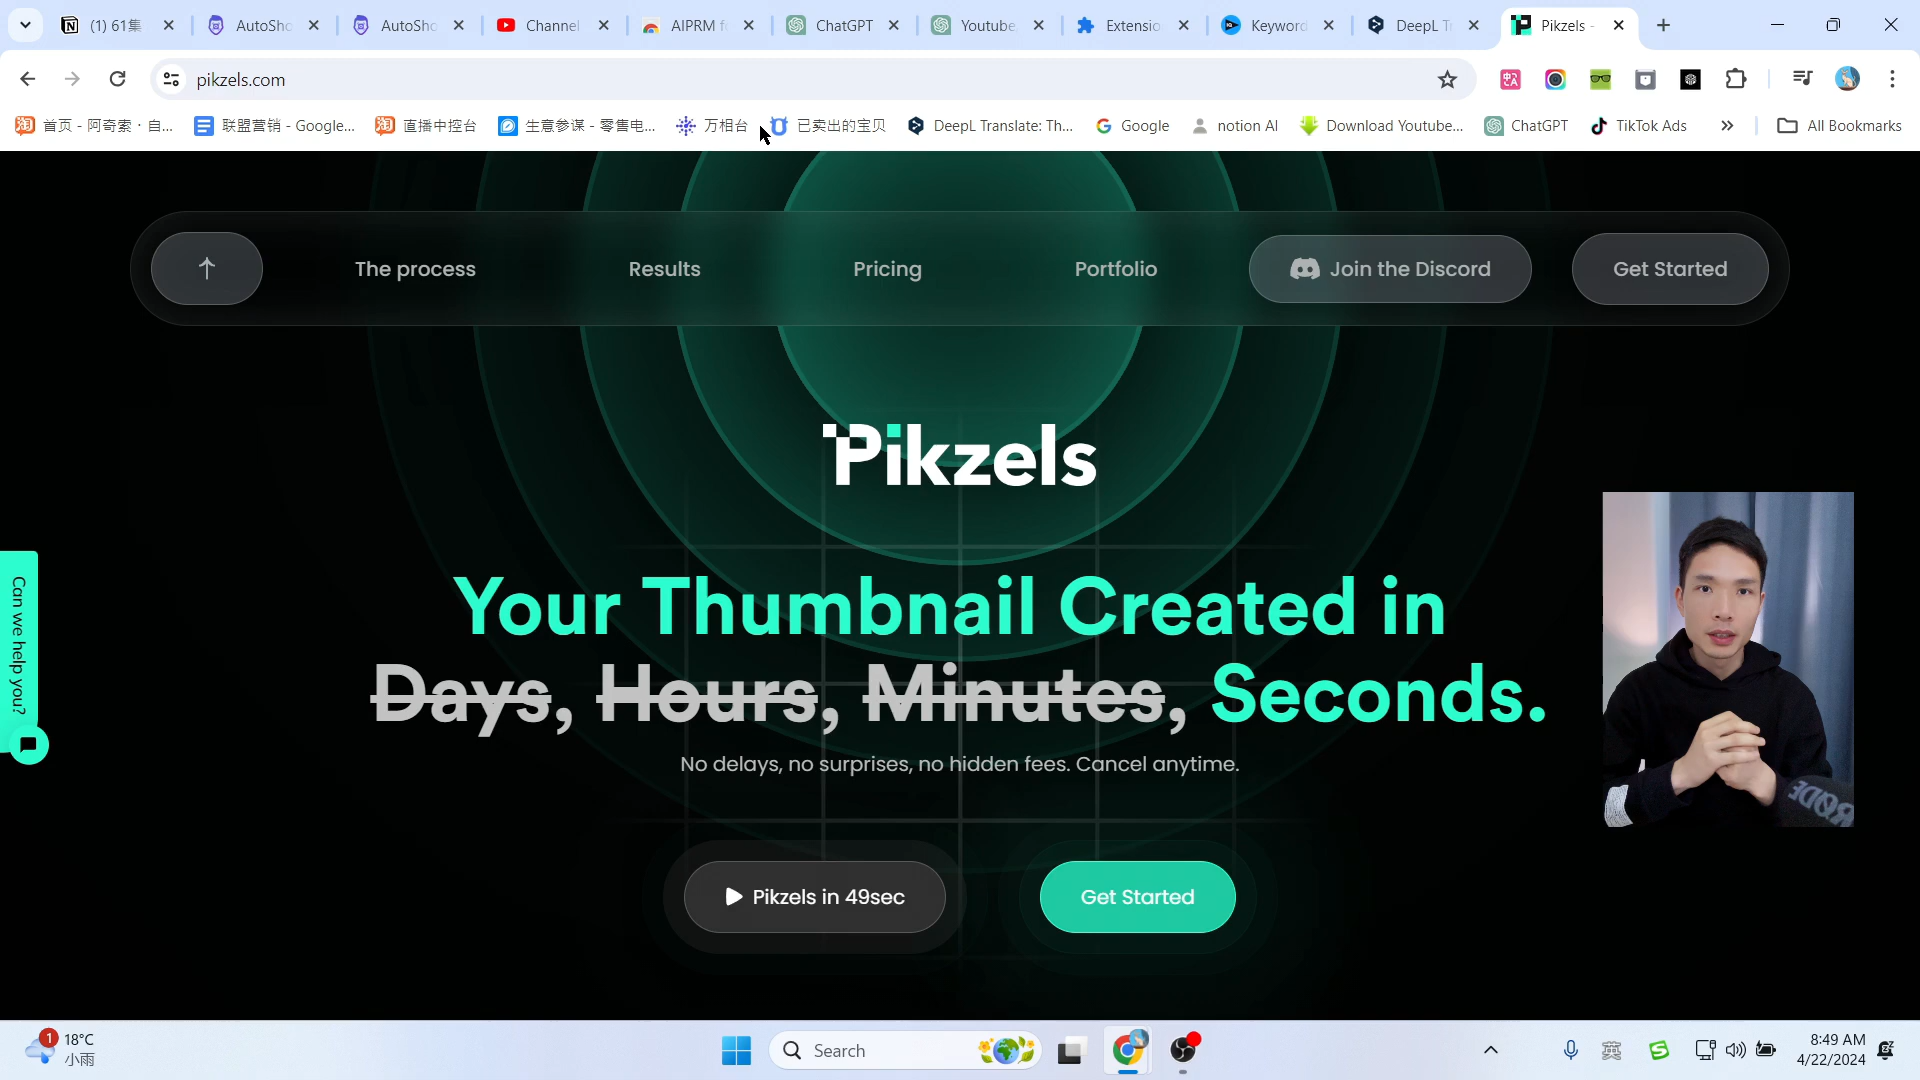 (1) 61集
AutoSho
AutoSho
Channel
AIPRM f
ChatGPT
Youtube
Extensio
Keyword
DeepL Tr
Pikzels -
pikzels.com
首页 - 阿奇索 · 自...
联盟营销 - Google...
直播中控台
生意参谋 - 零售电...
万相台
已卖出的宝贝
DeepL Translate: Th...
Google
notion AI
Download Youtube...
ChatGPT
TikTok Ads
All Bookmarks
The process
Results
Pricing
Portfolio
Join the Discord
Get Started
Pikzels
Your Thumbnail Created in
Days, Hours, Minutes, Seconds.
No delays, no surprises, no hidden fees. Cancel anytime.
Pikzels in 49sec
Get Started
Can we help you?
RODE
1
18°C
小雨
Search
英
8:49 AM
4/22/2024